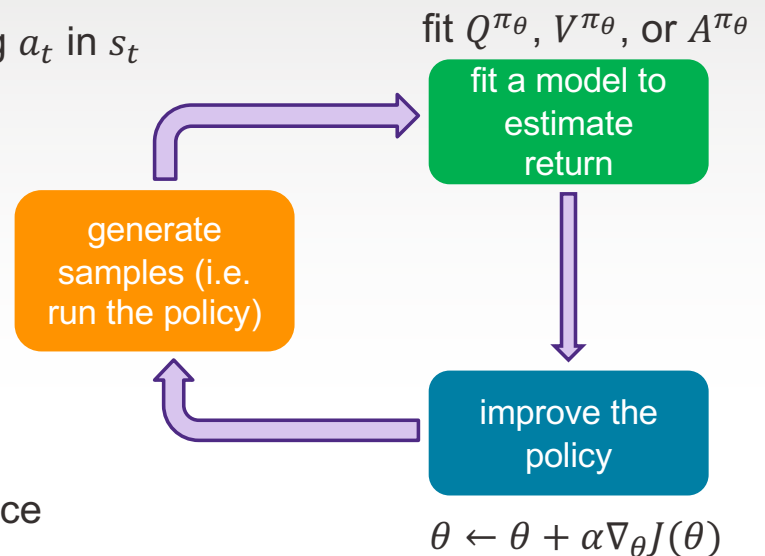 g a_t in s_t
fit Q^{π_θ}, V^{π_θ}, or A^{π_θ}
fit a model to
estimate
return
generate
samples (i.e.
run the policy)
improve the
policy
ce
θ ← θ + α∇_θJ(θ)